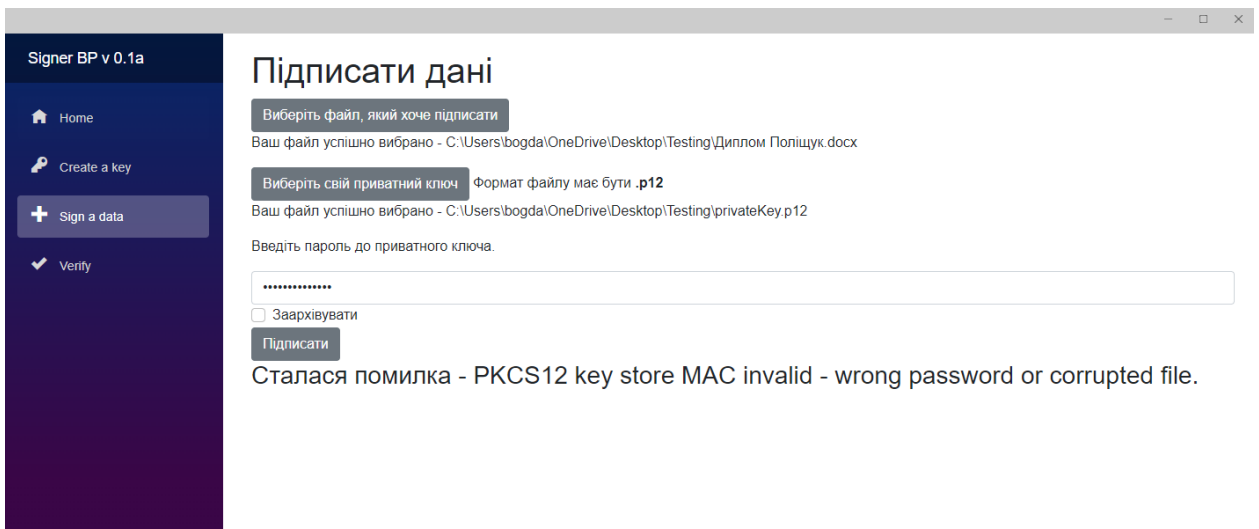 Signer BP v 0.1a
Home
Create a key
Sign a data
Verify
Підписати дані
Виберіть файл, який хоче підписати
Ваш файл успішно вибрано - C:\Users\bogda\OneDrive\Desktop\Testing\Диплом Поліщук.docx
Виберіть свій приватний ключ Формат файлу має бути .p12
Ваш файл успішно вибрано - C:\Users\bogda\OneDrive\Desktop\Testing\privateKey.p12
Введіть пароль до приватного ключа.
••••••••••••••
Заархівувати
Підписати
Сталася помилка - PKCS12 key store MAC invalid - wrong password or corrupted file.